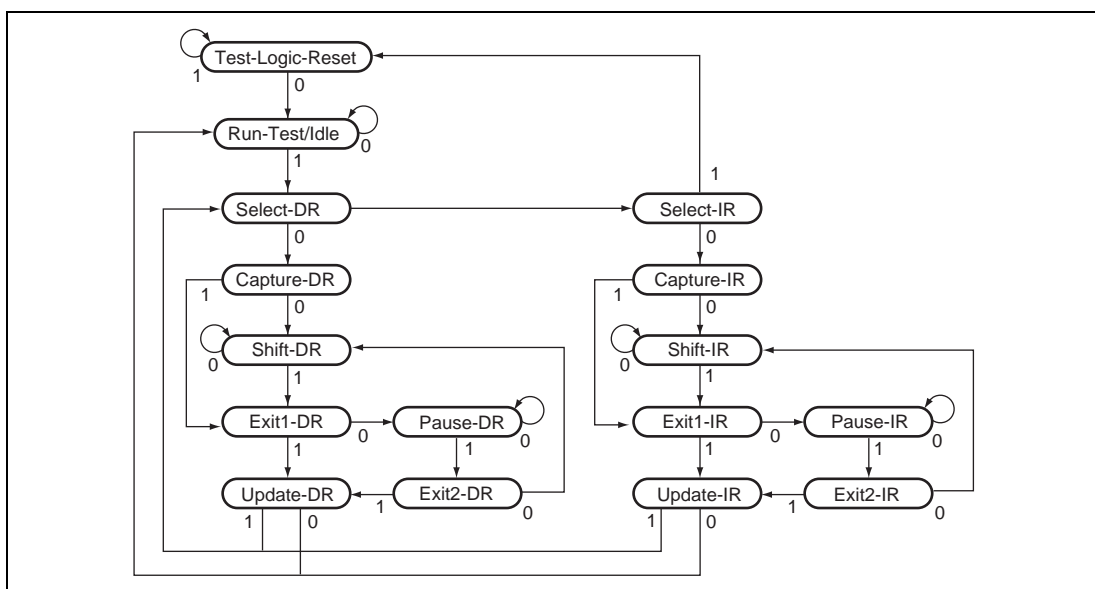 Test-Logic-Reset
1
0
Run-Test/Idle
0
1
1
Select-DR
Select-IR
0
0
Capture-DR
Capture-IR
1
0
1
0
Shift-DR
Shift-IR
0
1
0
1
Exit1-DR
Pause-DR
Exit1-IR
Pause-IR
0
0
0
0
1
1
1
1
Update-DR
Exit2-DR
Update-IR
Exit2-IR
1
0
1
0
1
0
1
0